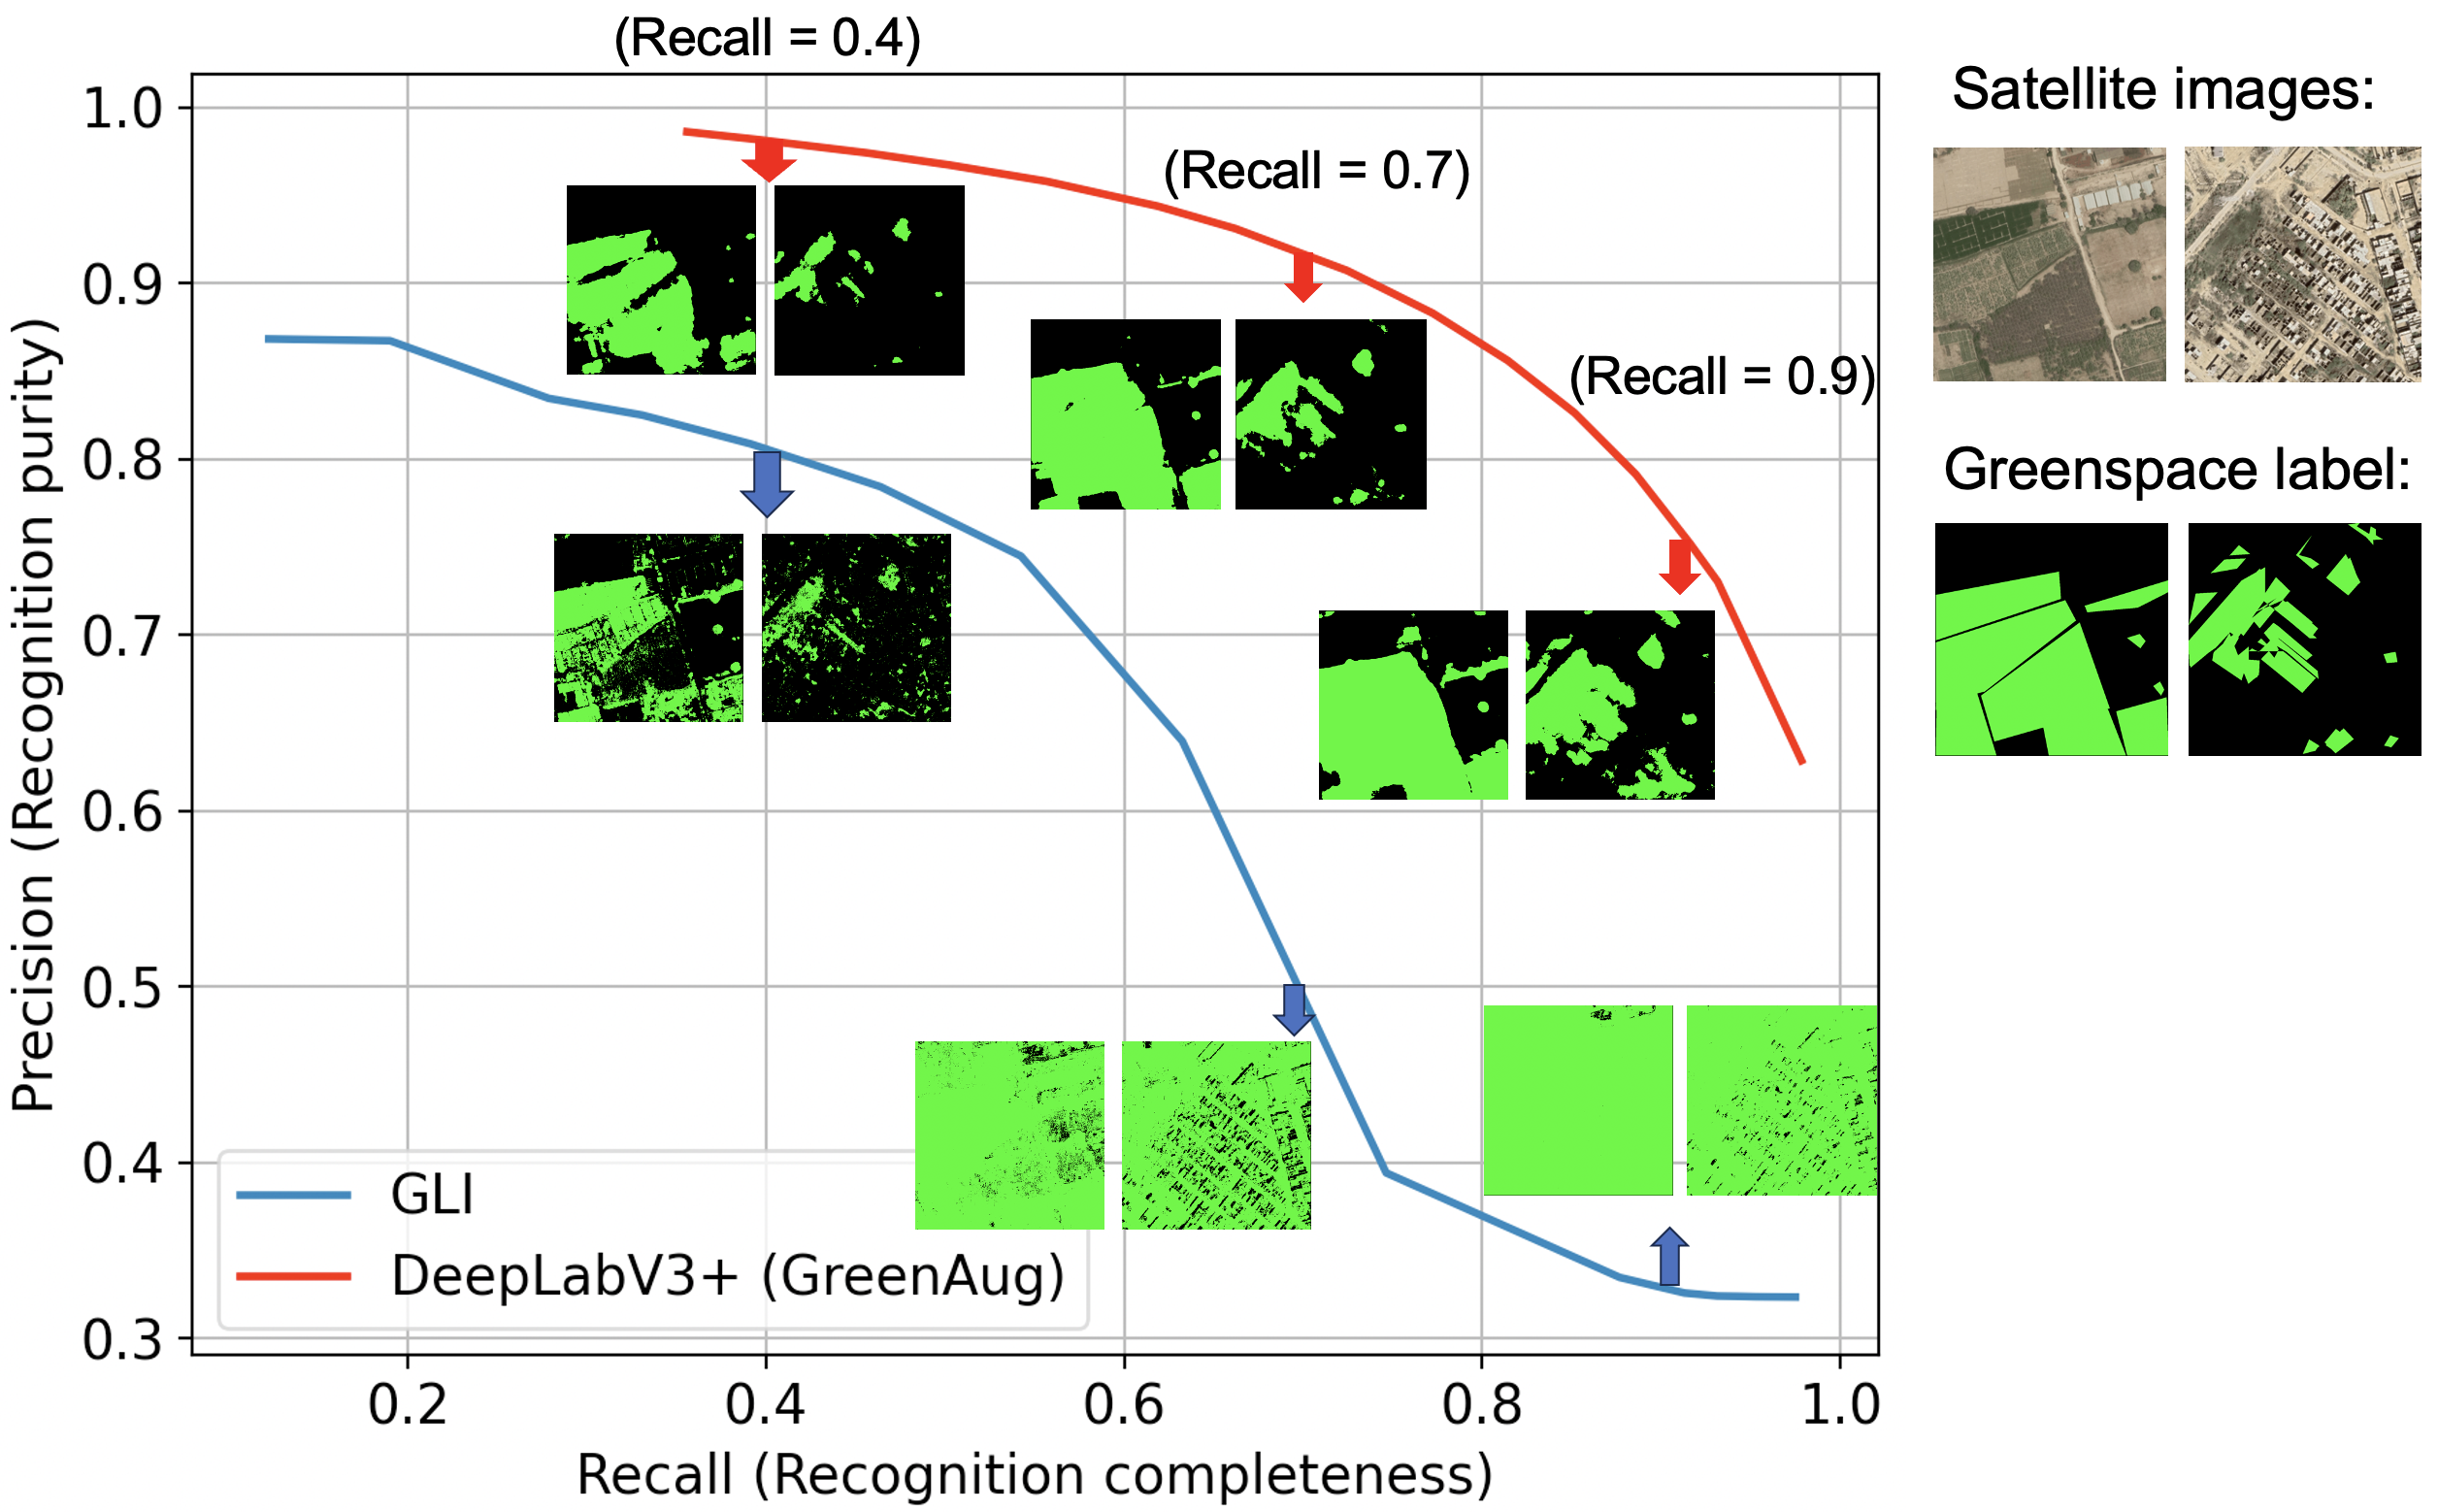 (Recall = 0.4)
(Recall = 0.7)
(Recall = 0.9)
Satellite images:
Greenspace label:
Precision (Recognition purity)
1.0
0.9
0.8
0.7
0.6
0.5
0.4
0.3
GLI
DeepLabV3+ (GreenAug)
0.2 0.4 0.6 0.8 1.0
Recall (Recognition completeness)